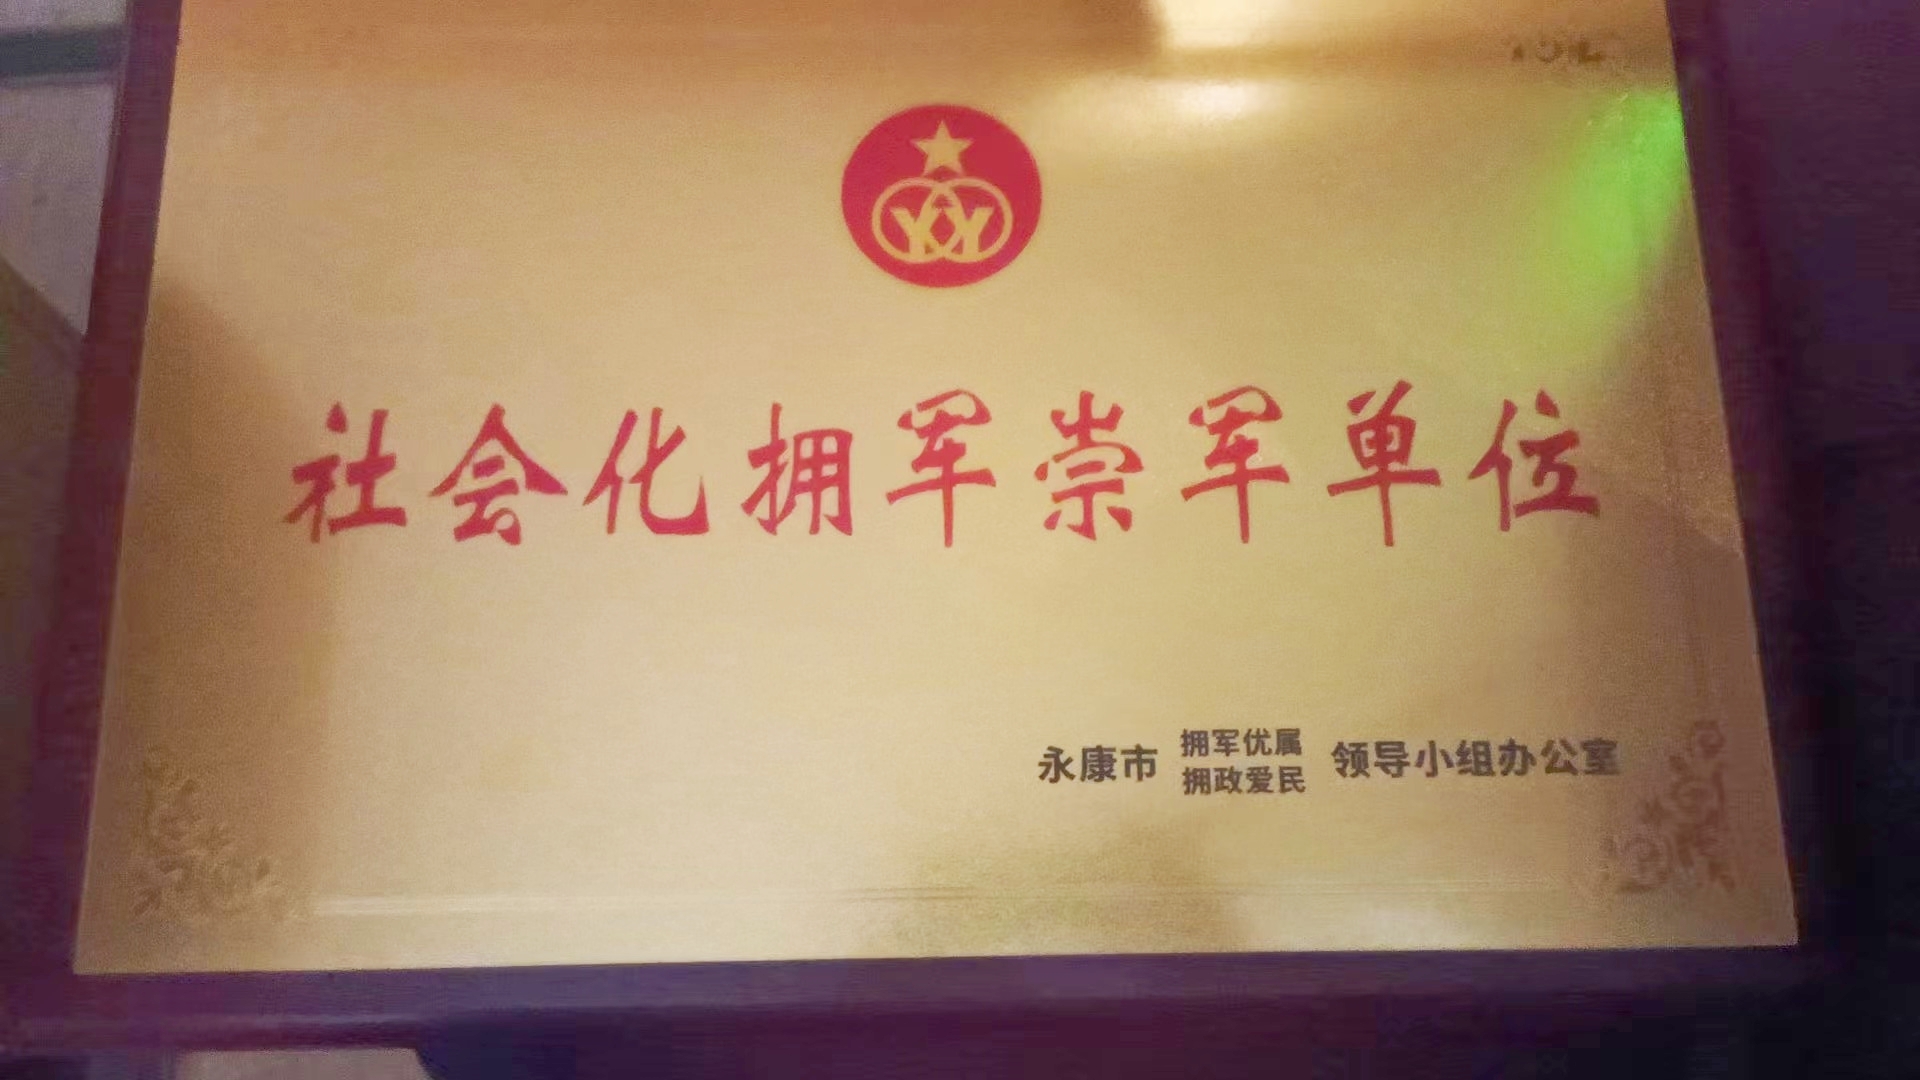 YY
社会化拥军崇军单位
永康市 拥军优属 领导小组办公室
拥政爱民